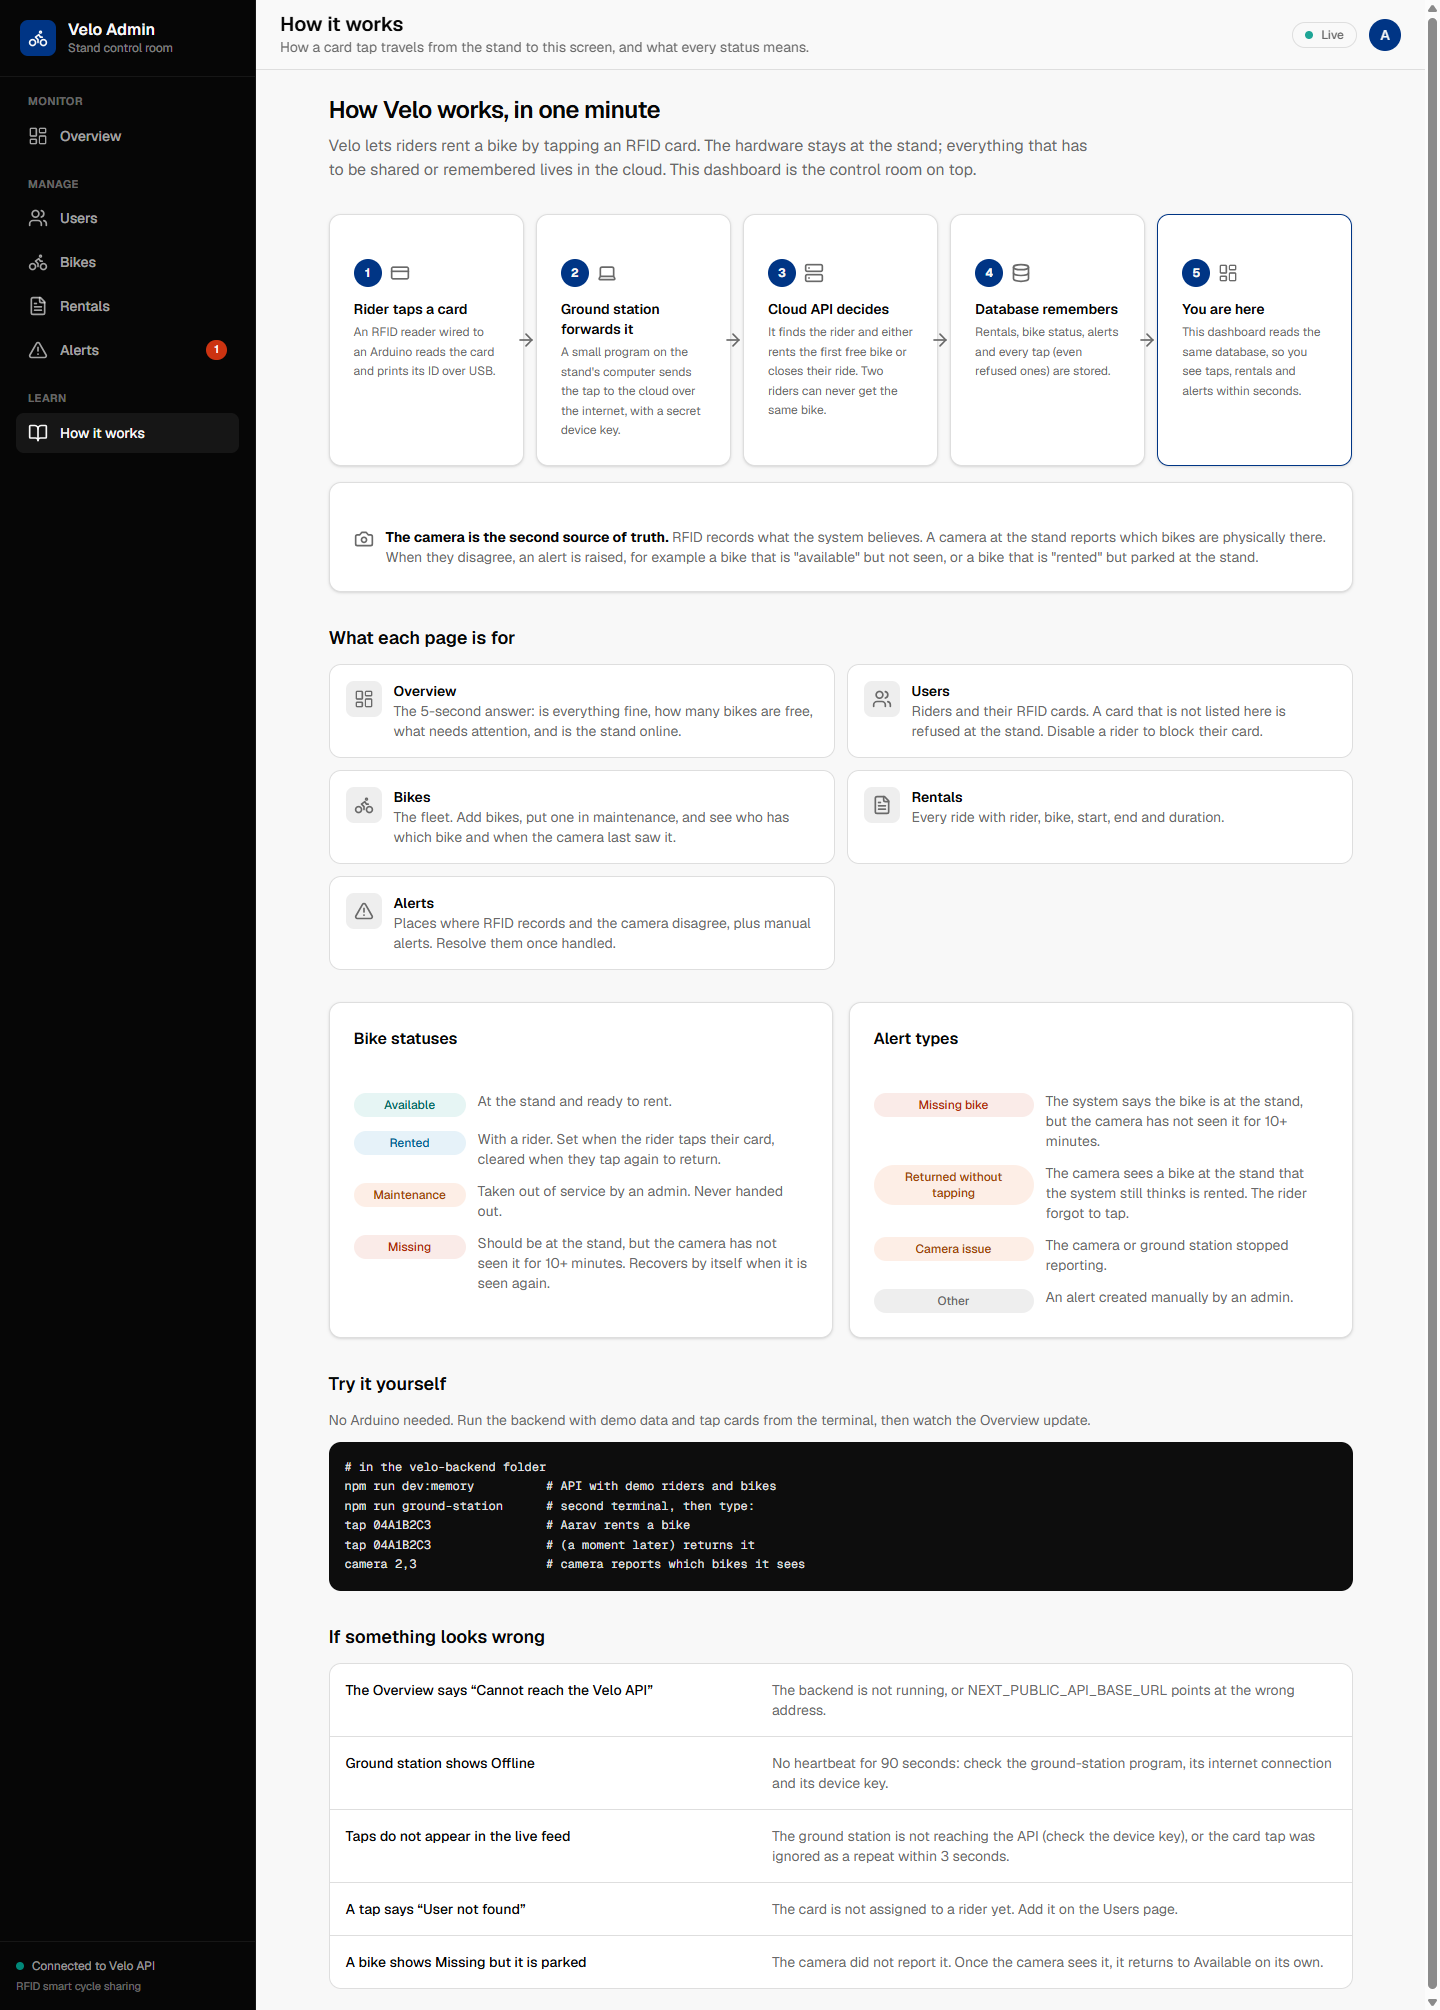 Velo Admin
Stand control room
MONITOR
Overview
MANAGE
Users
Bikes
Rentals
Alerts
1
LEARN
How it works
Connected to Velo API
RFID smart cycle sharing
How it works
How a card tap travels from the stand to this screen, and what every status means.
Live
A
How Velo works, in one minute
Velo lets riders rent a bike by tapping an RFID card. The hardware stays at the stand; everything that has
to be shared or remembered lives in the cloud. This dashboard is the control room on top.
1
Rider taps a card
An RFID reader wired to
an Arduino reads the card
and prints its ID over USB.
2
Ground station
forwards it
A small program on the
stand's computer sends
the tap to the cloud over
the internet, with a secret
device key.
3
Cloud API decides
It finds the rider and either
rents the first free bike or
closes their ride. Two
riders can never get the
same bike.
4
Database remembers
Rentals, bike status, alerts
and every tap (even
refused ones) are stored.
5
You are here
This dashboard reads the
same database, so you
see taps, rentals and
alerts within seconds.
The camera is the second source of truth. RFID records what the system believes. A camera at the stand reports which bikes are physically there.
When they disagree, an alert is raised, for example a bike that is "available" but not seen, or a bike that is "rented" but parked at the stand.
What each page is for
Overview
The 5-second answer: is everything fine, how many bikes are free,
what needs attention, and is the stand online.
Users
Riders and their RFID cards. A card that is not listed here is
refused at the stand. Disable a rider to block their card.
Bikes
The fleet. Add bikes, put one in maintenance, and see who has
which bike and when the camera last saw it.
Rentals
Every ride with rider, bike, start, end and duration.
Alerts
Places where RFID records and the camera disagree, plus manual
alerts. Resolve them once handled.
Bike statuses
Available
At the stand and ready to rent.
Rented
With a rider. Set when the rider taps their card,
cleared when they tap again to return.
Maintenance
Taken out of service by an admin. Never handed
out.
Missing
Should be at the stand, but the camera has not
seen it for 10+ minutes. Recovers by itself when it is
seen again.
Alert types
Missing bike
The system says the bike is at the stand,
but the camera has not seen it for 10+
minutes.
Returned without
tapping
The camera sees a bike at the stand that
the system still thinks is rented. The rider
forgot to tap.
Camera issue
The camera or ground station stopped
reporting.
Other
An alert created manually by an admin.
Try it yourself
No Arduino needed. Run the backend with demo data and tap cards from the terminal, then watch the Overview update.
# in the velo-backend folder
npm run dev:memory # API with demo riders and bikes
npm run ground-station # second terminal, then type:
tap 04A1B2C3 # Aarav rents a bike
tap 04A1B2C3 # (a moment later) returns it
camera 2,3 # camera reports which bikes it sees
If something looks wrong
The Overview says “Cannot reach the Velo API”
The backend is not running, or NEXT_PUBLIC_API_BASE_URL points at the wrong
address.
Ground station shows Offline
No heartbeat for 90 seconds: check the ground-station program, its internet connection
and its device key.
Taps do not appear in the live feed
The ground station is not reaching the API (check the device key), or the card tap was
ignored as a repeat within 3 seconds.
A tap says “User not found”
The card is not assigned to a rider yet. Add it on the Users page.
A bike shows Missing but it is parked
The camera did not report it. Once the camera sees it, it returns to Available on its own.